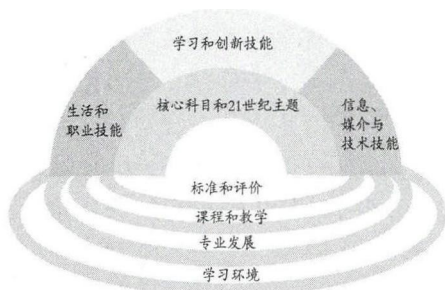 学习和创新技能
核心科目和21世纪主题
生活和
职业技能
信息、
媒介与
技术技能
标准和评价
课程和教学
专业发展
学习环境